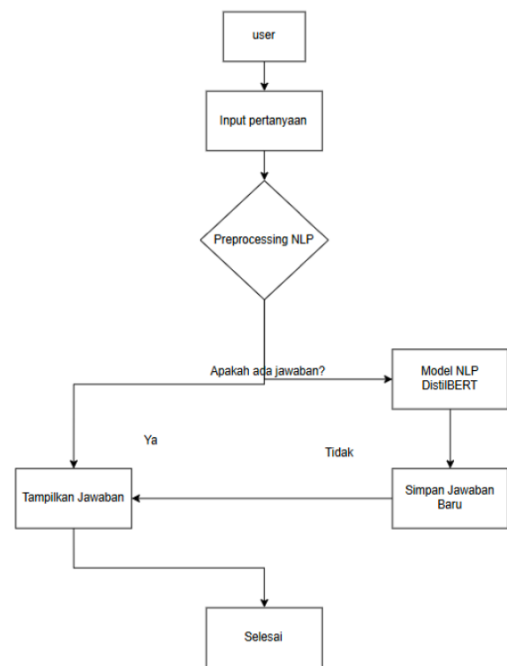 user
Input pertanyaan
Preprocessing NLP
Apakah ada jawaban?
Model NLP
DistilBERT
Ya
Tidak
Tampilkan Jawaban
Simpan Jawaban
Baru
Selesai